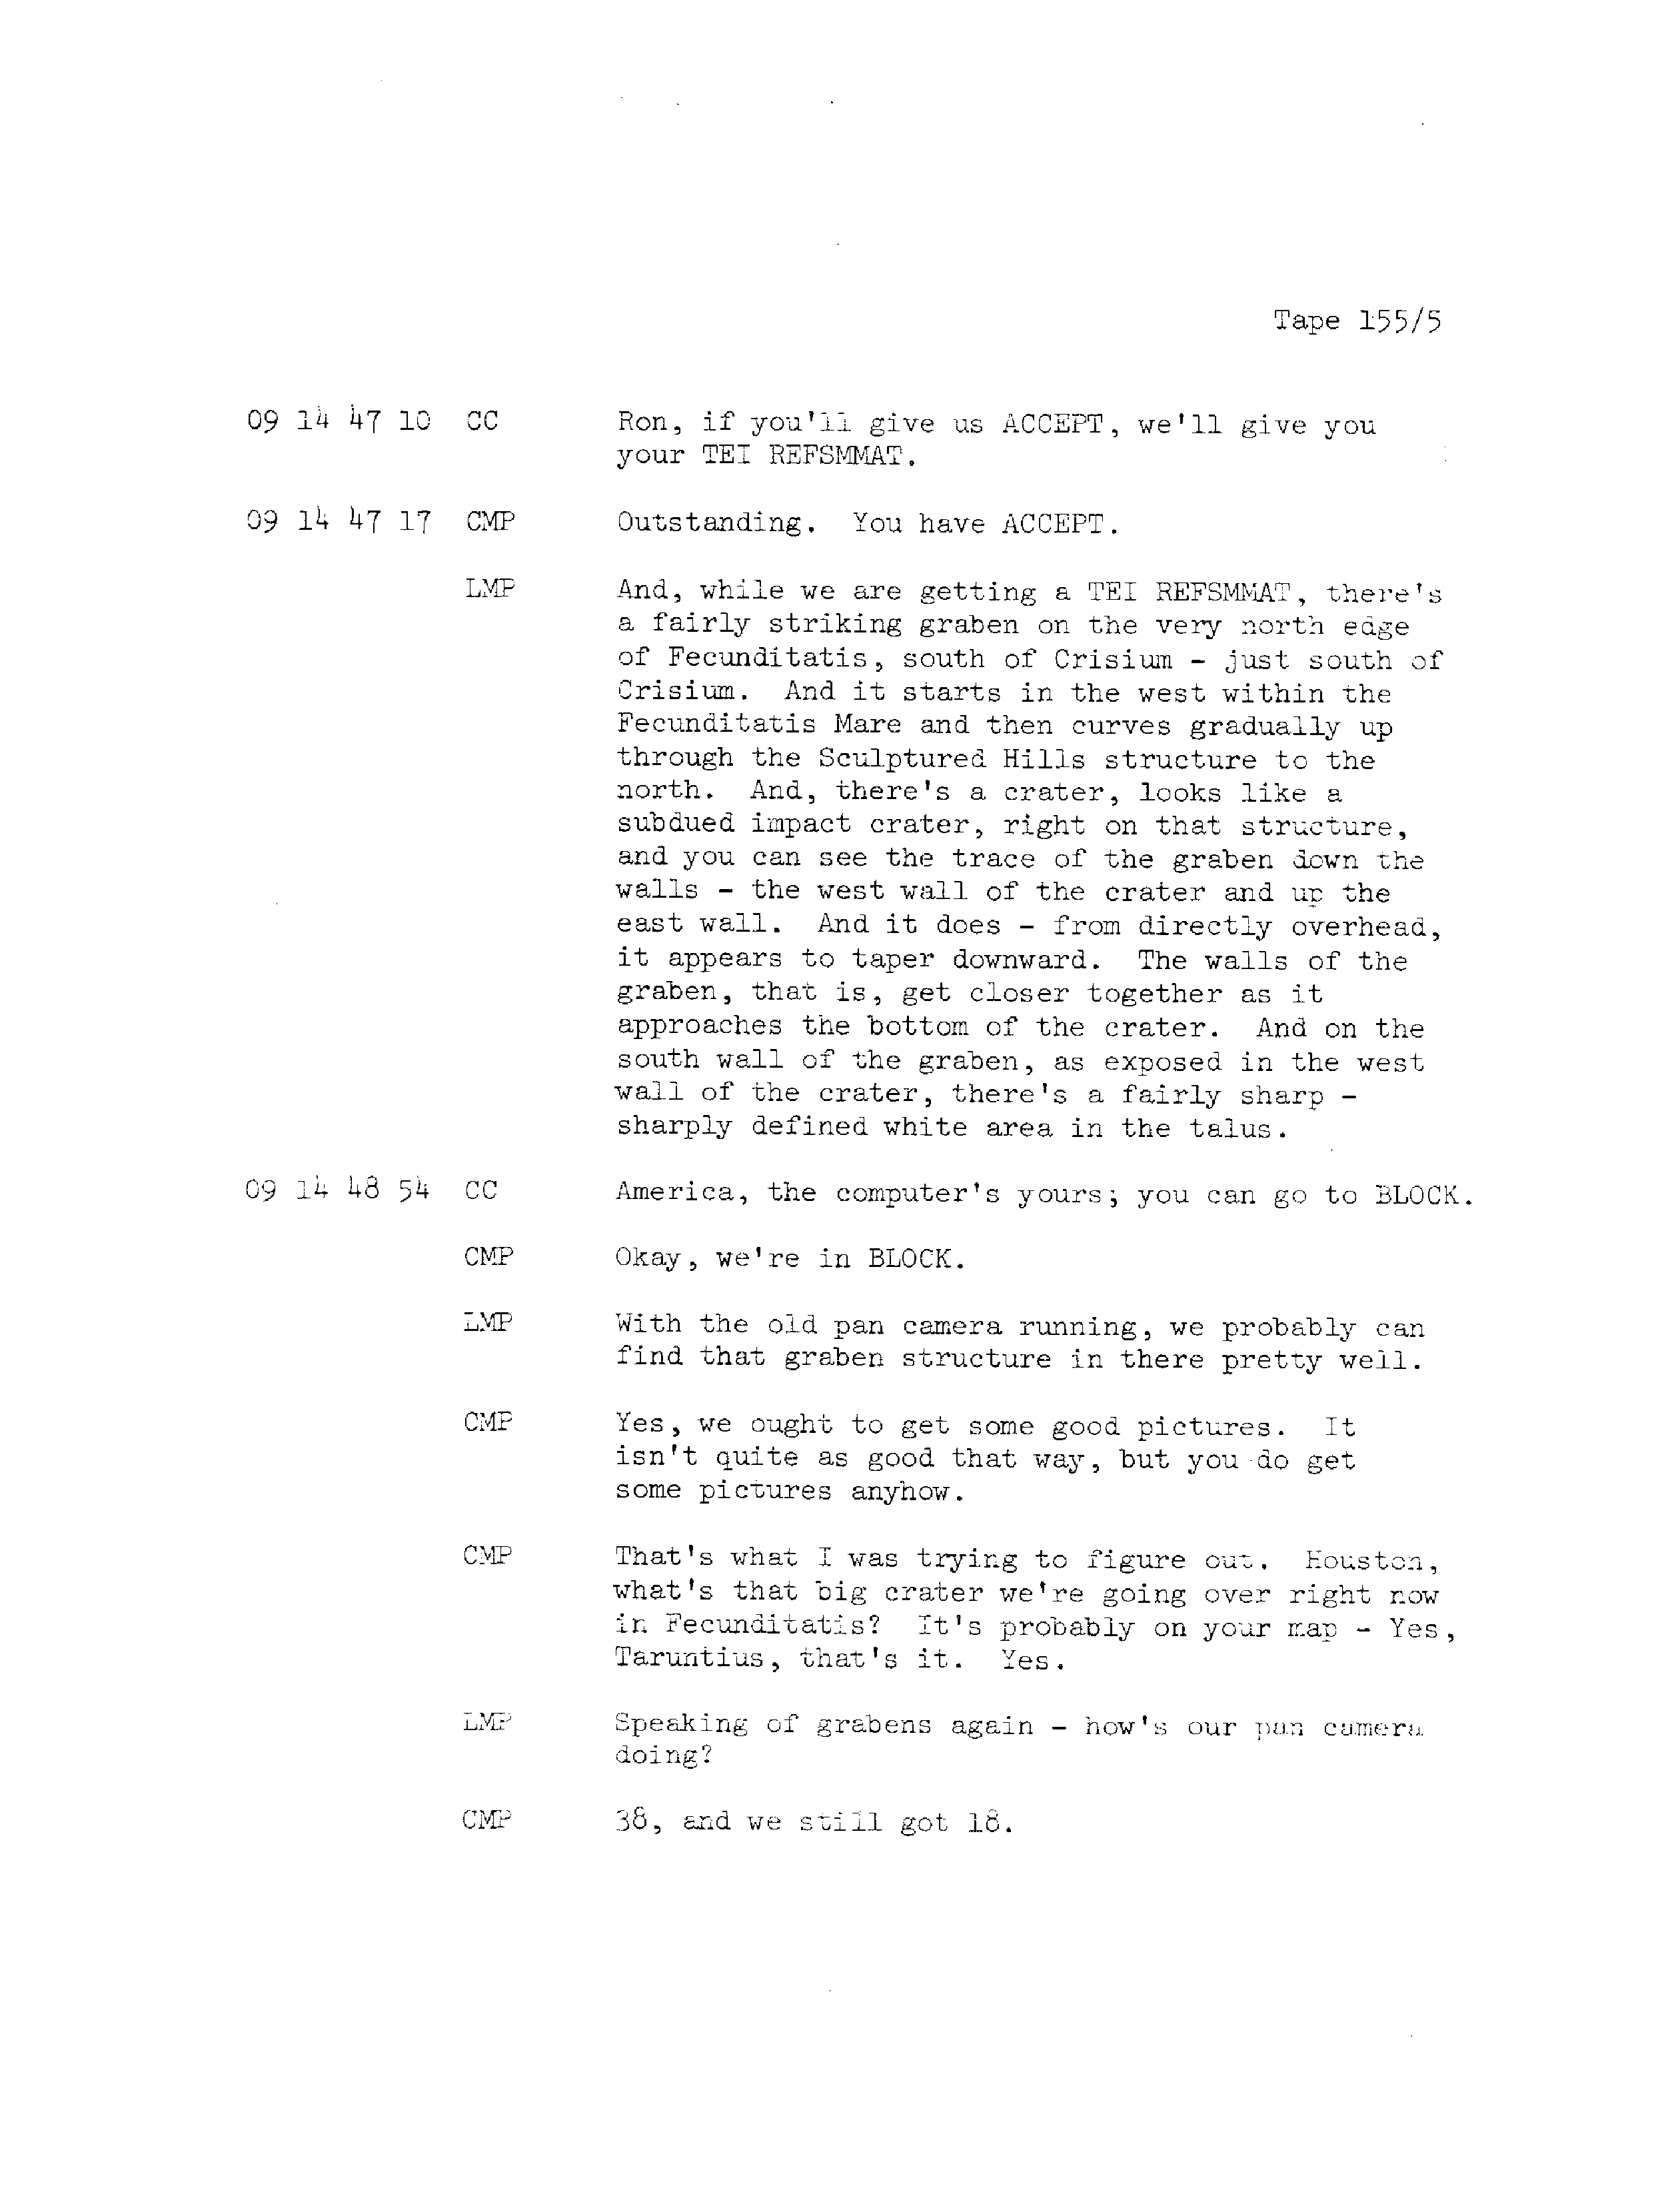 Tape 155/5
09 14 47 10 CC Ron, if you'll give us ACCEPT, we'll give you
your TEI REFSMMAT.
09 14 47 17 CMP Outstanding. You have ACCEPT.
LMP And, while we are getting a TEI REFSMMAT, there's
a fairly striking graben on the very north edge
of Fecunditatis, south of Crisium - just south of
Crisium. And it starts in the west within the
Fecunditatis Mare and then curves gradually up
through the Sculptured Hills structure to the
north. And, there's a crater, looks like a
subdued impact crater, right on that structure,
and you can see the trace of the graben down the
walls - the west wall of the crater and up the
east wall. And it does - from directly overhead,
it appears to taper downward. The walls of the
graben, that is, get closer together as it
approaches the bottom of the crater. And on the
south wall of the graben, as exposed in the west
wall of the crater, there's a fairly sharp -
sharply defined white area in the talus.
09 14 48 54 CC America, the computer's yours; you can go to BLOCK.
CMP Okay, we're in BLOCK.
LMP With the old pan camera running, we probably can
find that graben structure in there pretty well.
CMP Yes, we ought to get some good pictures. It
isn't quite as good that way, but you do get
some pictures anyhow.
CMP That's what I was trying to figure out. Houston,
what's that big crater we're going over right now
in Fecunditatis? It's probably on your map - Yes,
Taruntius, that's it. Yes.
LMP Speaking of grabens again - how's our pan camera
doing?
CMP 38, and we still got 18.